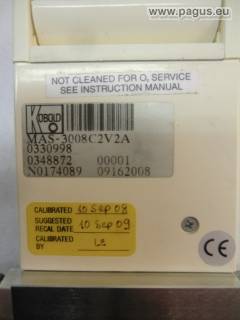 © www.pagus.eu
NOT CLEANED FOR O₂ SERVICE
SEE INSTRUCTION MANUAL
KOBOLD
MAS-3008C2V2A
0330998
0348872 00001
N0174089 09162008
CALIBRATED 10 Sep 08
SUGGESTED
RECAL DATE 10 Sep 09
CALIBRATED
BY
CE